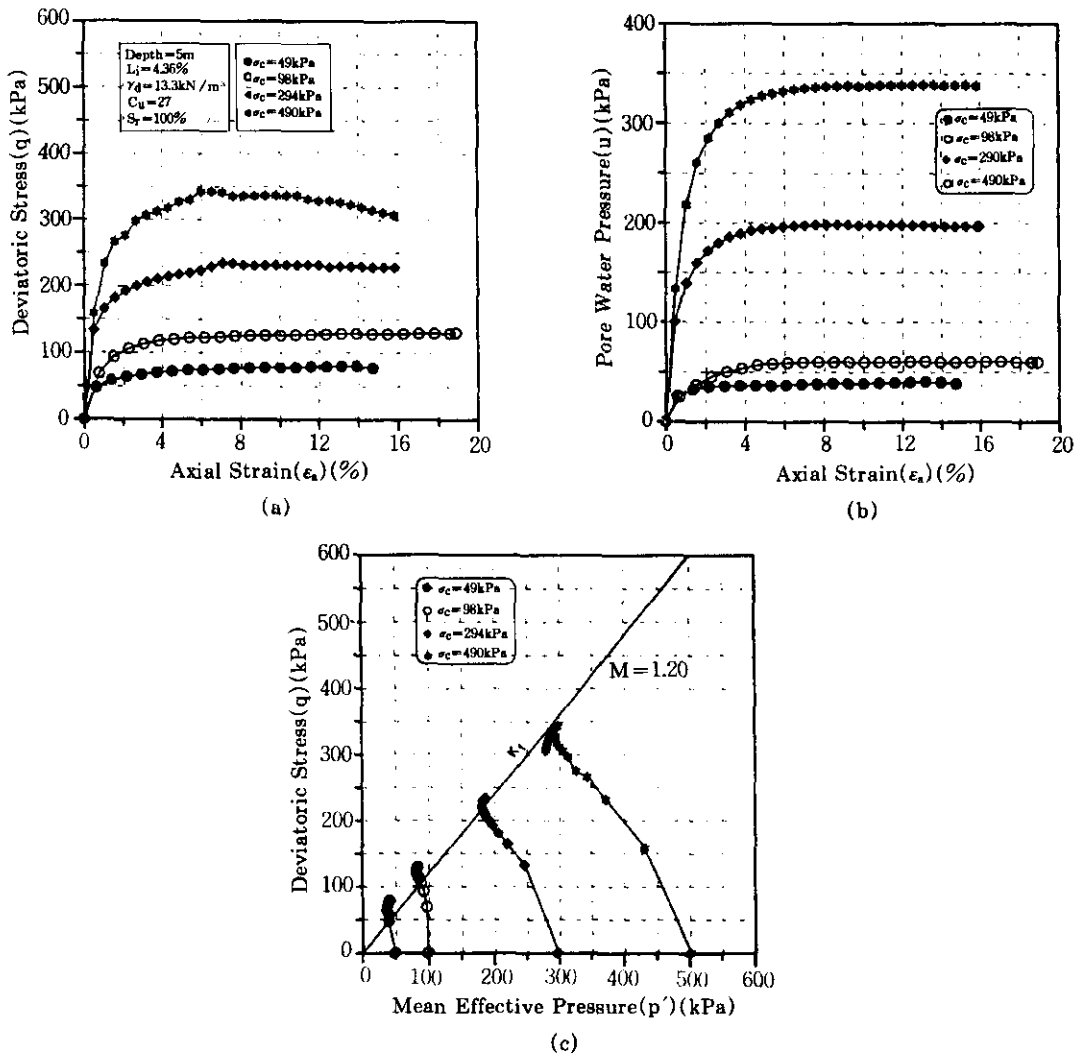 600
500
400
300
200
100
0
Deviatoric Stress(q)(kPa)
Depth=5m
Li=4.36%
γd=13.3kN/m³
Cu=27
Sr=100%
σc=49kPa
σc=98kPa
σc=294kPa
σc=490kPa
0 4 8 12 16 20
Axial Strain(εa)(%)
(a)
400
300
200
100
0
Pore Water Pressure(u)(kPa)
σc=49kPa
σc=98kPa
σc=290kPa
σc=490kPa
0 4 8 12 16 20
Axial Strain(εa)(%)
(b)
600
500
400
300
200
100
0
Deviatoric Stress(q)(kPa)
σc=49kPa
σc=98kPa
σc=294kPa
σc=490kPa
M=1.20
Kf
0 100 200 300 400 500 600
Mean Effective Pressure(p′)(kPa)
(c)